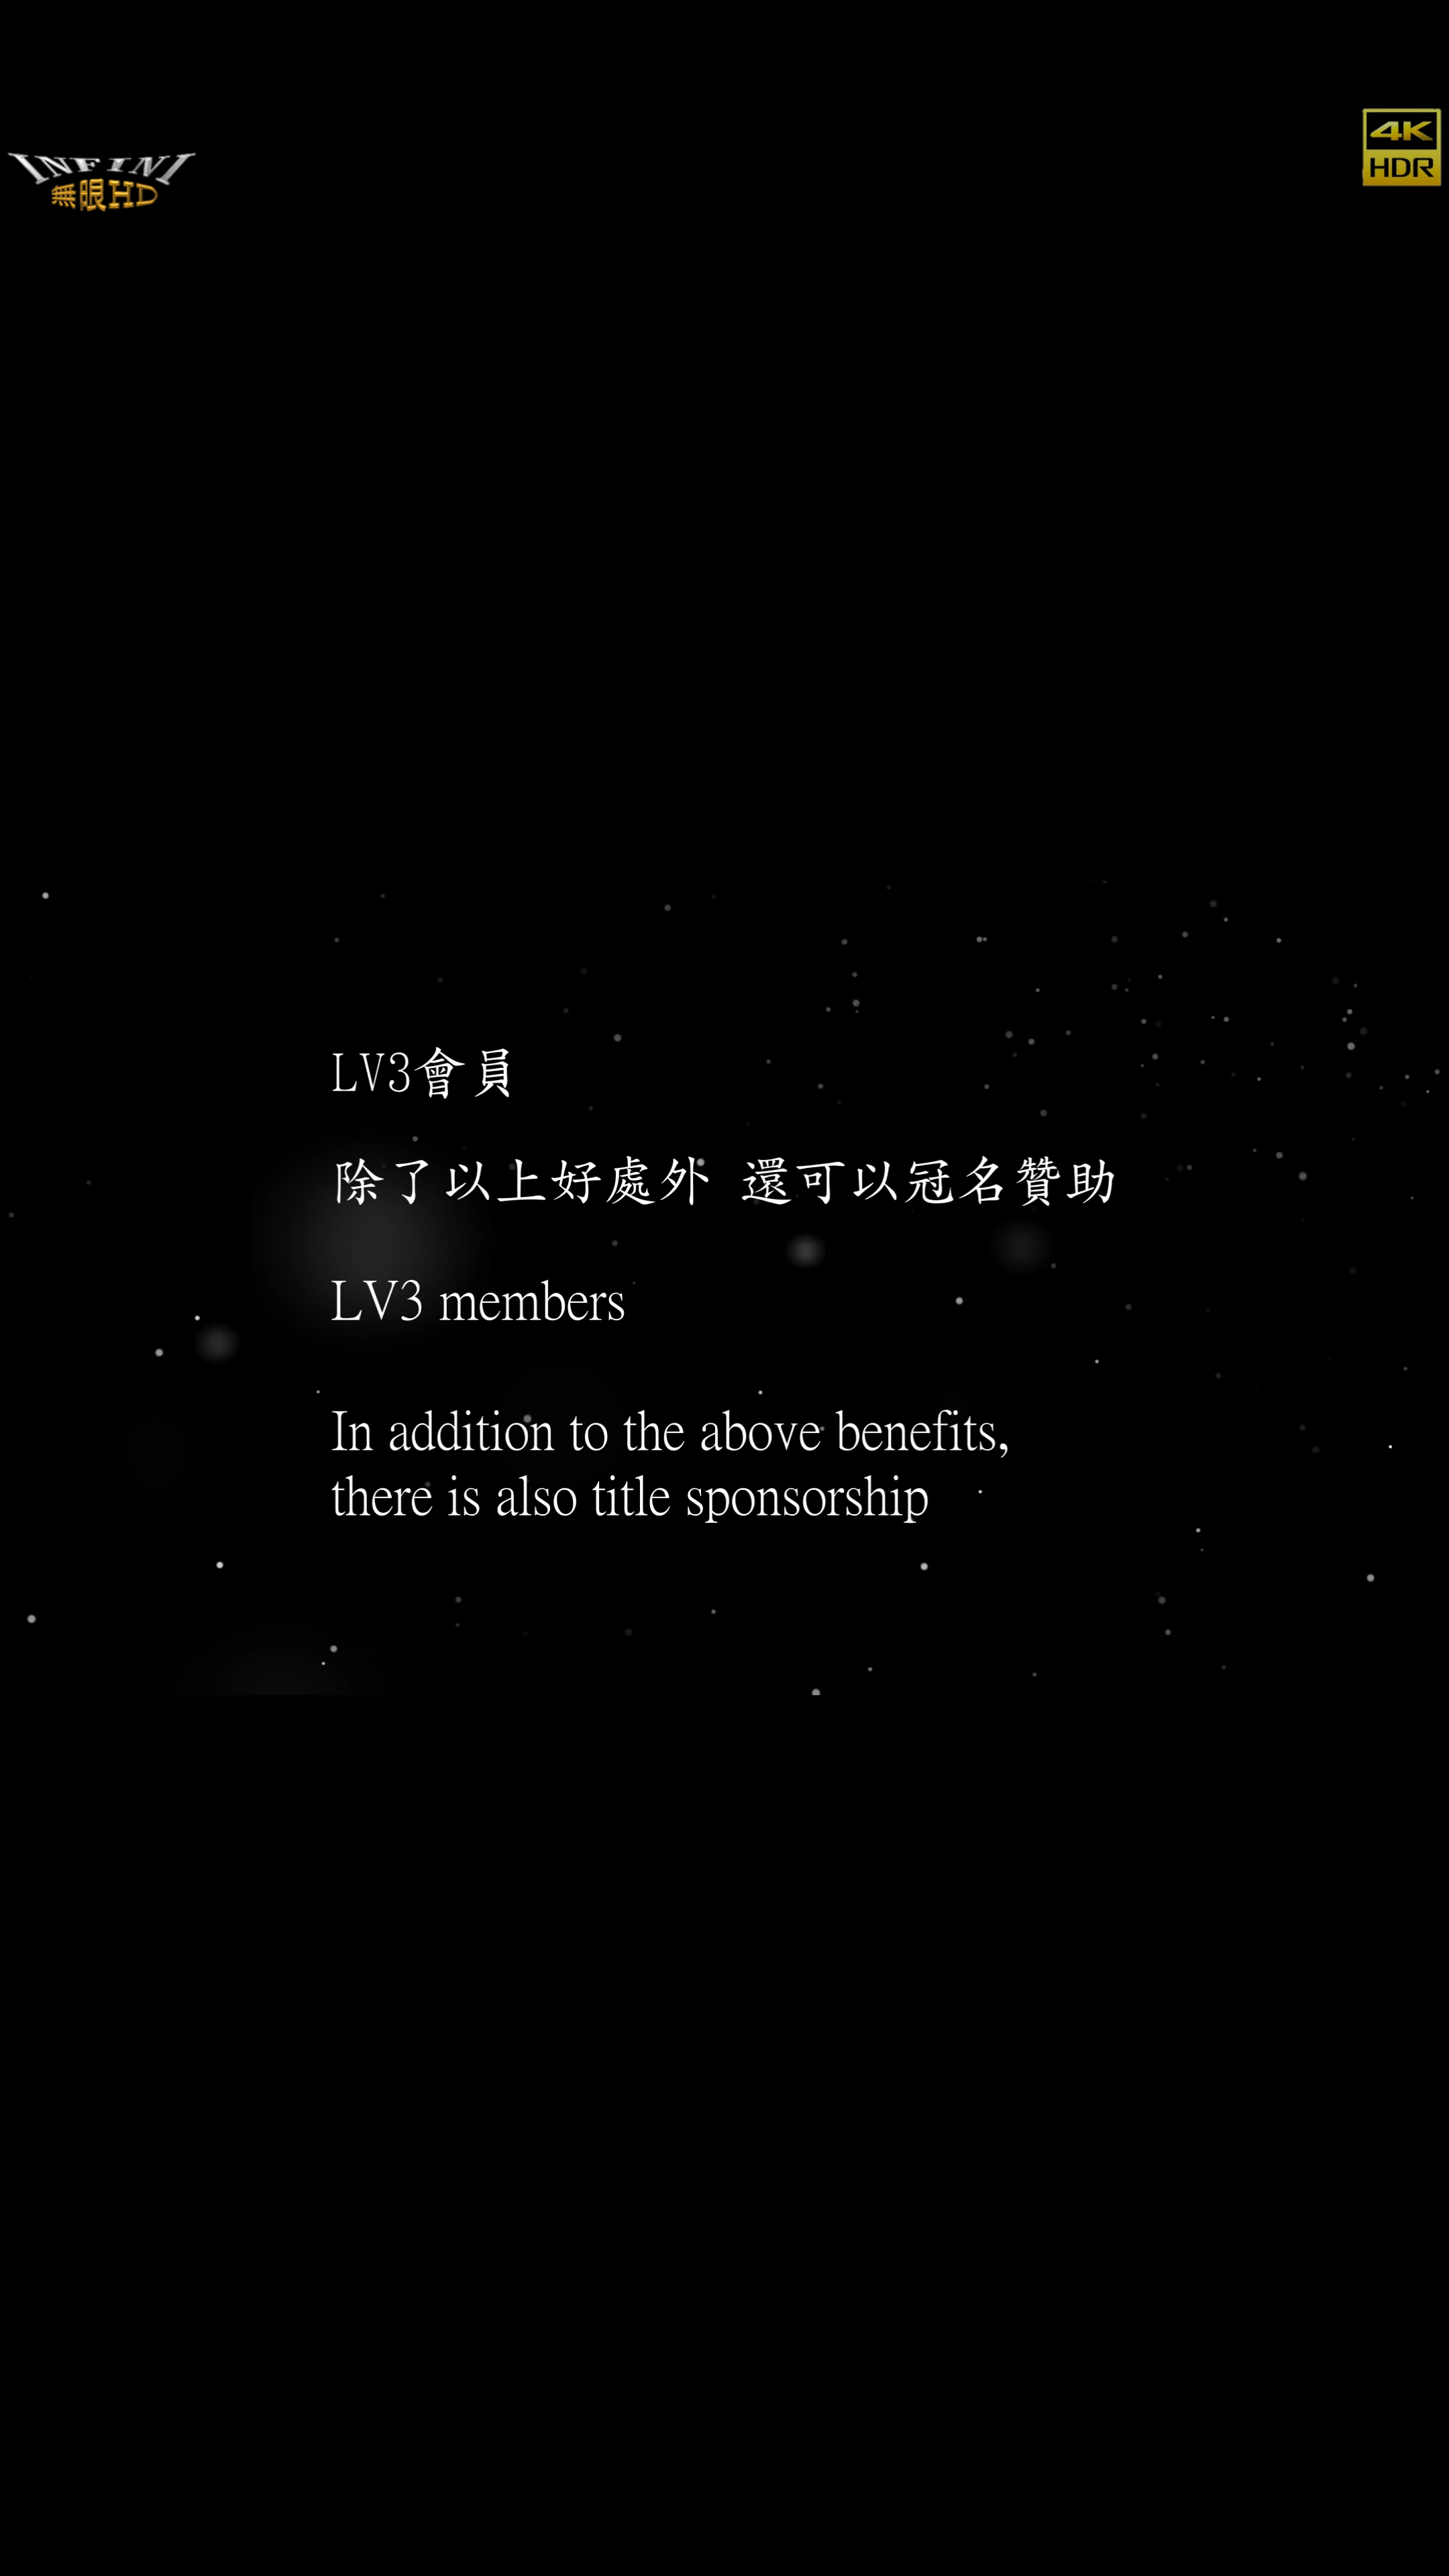 INFINI
無限HD
4K
HDR
LV3會員
除了以上好處外 還可以冠名贊助
LV3 members
In addition to the above benefits,
there is also title sponsorship